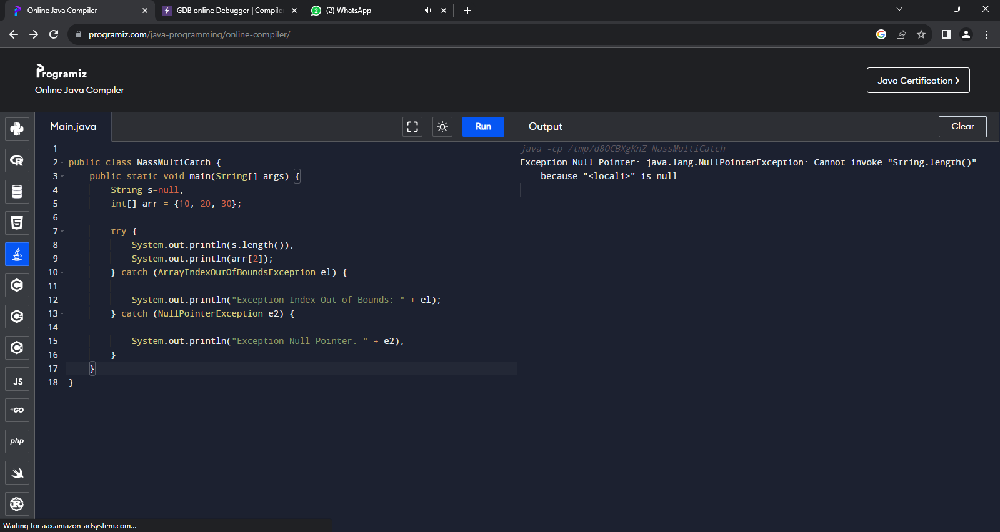 Online Java Compiler
GDB online Debugger | Compile
2 (2) WhatsApp
programiz.com/java-programming/online-compiler/
Programiz
Online Java Compiler
Java Certification ❯
Main.java
Run
Output
Clear
1
2 public class NassMultiCatch {
3     public static void main(String[] args) {
4         String s=null;
5         int[] arr = {10, 20, 30};
6
7         try {
8             System.out.println(s.length());
9             System.out.println(arr[2]);
10         } catch (ArrayIndexOutOfBoundsException el) {
11
12             System.out.println("Exception Index Out of Bounds: " + el);
13         } catch (NullPointerException e2) {
14
15             System.out.println("Exception Null Pointer: " + e2);
16         }
17     }
18 }
java -cp /tmp/d8OCBXgKnZ NassMultiCatch
Exception Null Pointer: java.lang.NullPointerException: Cannot invoke "String.length()"
because "<local1>" is null
R
5
C
C
C
JS
GO
php
R
Waiting for aax.amazon-adsystem.com...